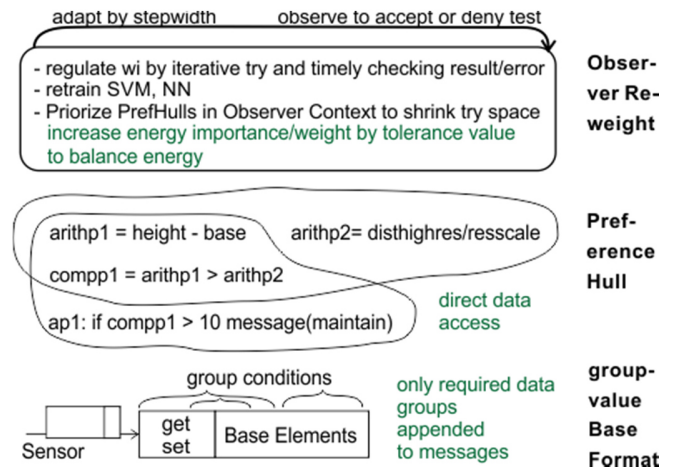 adapt by stepwidth observe to accept or deny test
- regulate wi by iterative try and timely checking result/error
- retrain SVM, NN
- Priorize PrefHulls in Observer Context to shrink try space
increase energy importance/weight by tolerance value
to balance energy
Obser-
ver Re-
weight
arithp1 = height - base arithp2= disthighres/resscale
compp1 = arithp1 > arithp2
ap1: if compp1 > 10 message(maintain)
direct data
access
Pref-
erence
Hull
group conditions
get
set
Base Elements
Sensor
only required data
groups
appended
to messages
group-
value
Base
Format